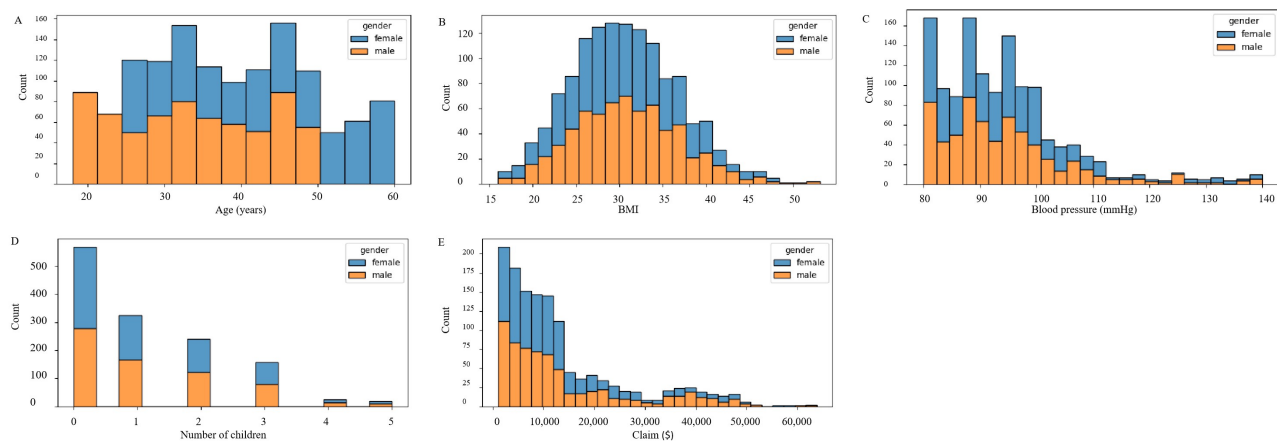 A
gender
female
male
160
140
120
100
80
60
40
20
0
Count
20 30 40 50 60
Age (years)
B
gender
female
male
120
100
80
60
40
20
0
Count
15 20 25 30 35 40 45 50
BMI
C
gender
female
male
160
140
120
100
80
60
40
20
0
Count
80 90 100 110 120 130 140
Blood pressure (mmHg)
D
gender
female
male
500
400
300
200
100
0
Count
0 1 2 3 4 5
Number of children
E
gender
female
male
200
175
150
125
100
75
50
25
0
Count
10,000 20,000 30,000 40,000 50,000 60,000
Claim ($)